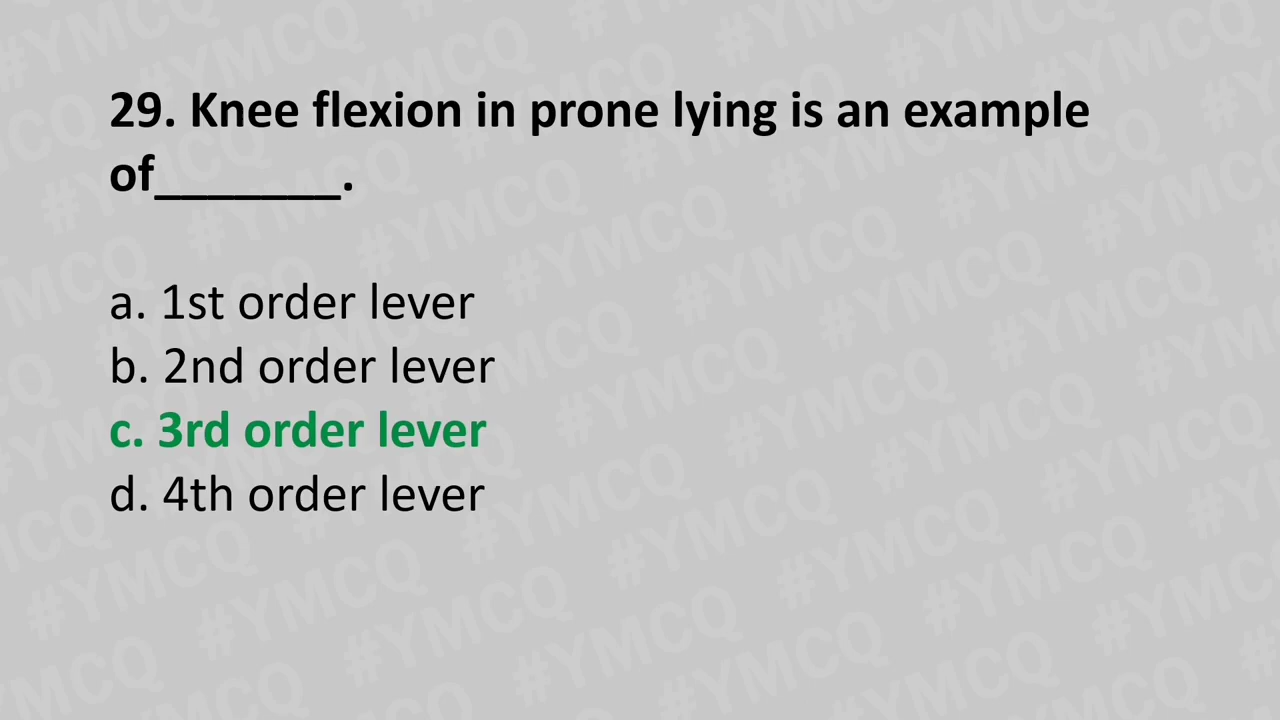 29. Knee flexion in prone lying is an example
of_______.
a. 1st order lever
b. 2nd order lever
c. 3rd order lever
d. 4th order lever
#YMCQ